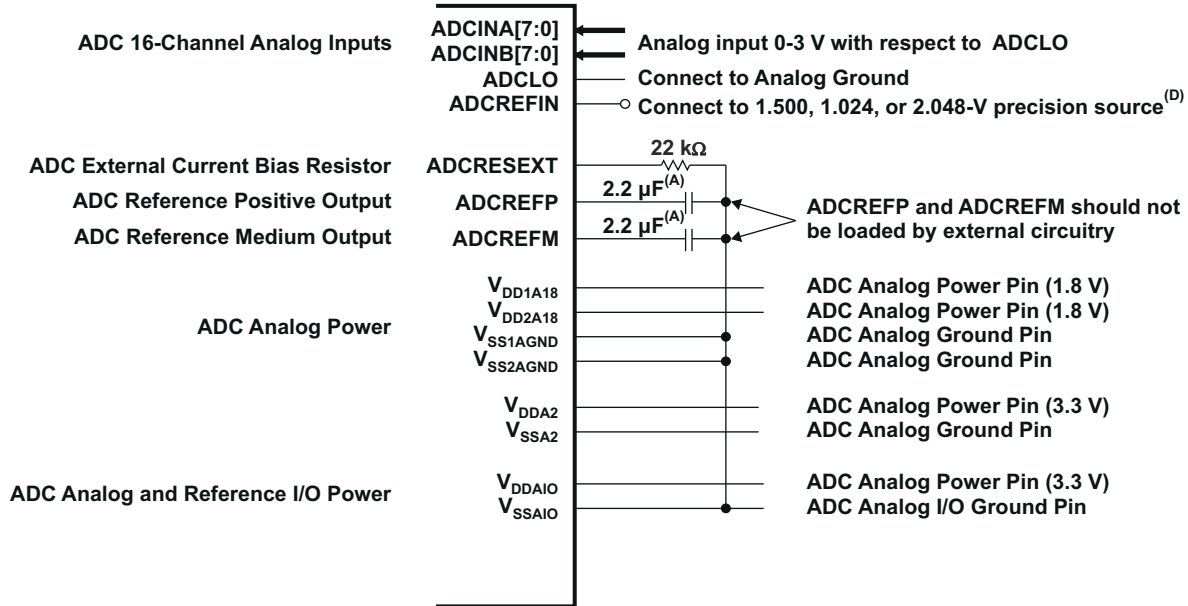 ADC 16-Channel Analog Inputs
ADCINA[7:0]
ADCINB[7:0]
Analog input 0-3 V with respect to ADCLO
ADCLO
Connect to Analog Ground
ADCREFIN
Connect to 1.500, 1.024, or 2.048-V precision source(D)
22 kΩ
ADC External Current Bias Resistor
ADCRESEXT
2.2 µF(A)
ADC Reference Positive Output
ADCREFP
2.2 µF(A)
ADC Reference Medium Output
ADCREFM
ADCREFP and ADCREFM should not
be loaded by external circuitry
VDD1A18
ADC Analog Power Pin (1.8 V)
VDD2A18
ADC Analog Power Pin (1.8 V)
ADC Analog Power
VSS1AGND
ADC Analog Ground Pin
VSS2AGND
ADC Analog Ground Pin
VDDA2
ADC Analog Power Pin (3.3 V)
VSSA2
ADC Analog Ground Pin
ADC Analog and Reference I/O Power
VDDAIO
ADC Analog Power Pin (3.3 V)
VSSAIO
ADC Analog I/O Ground Pin